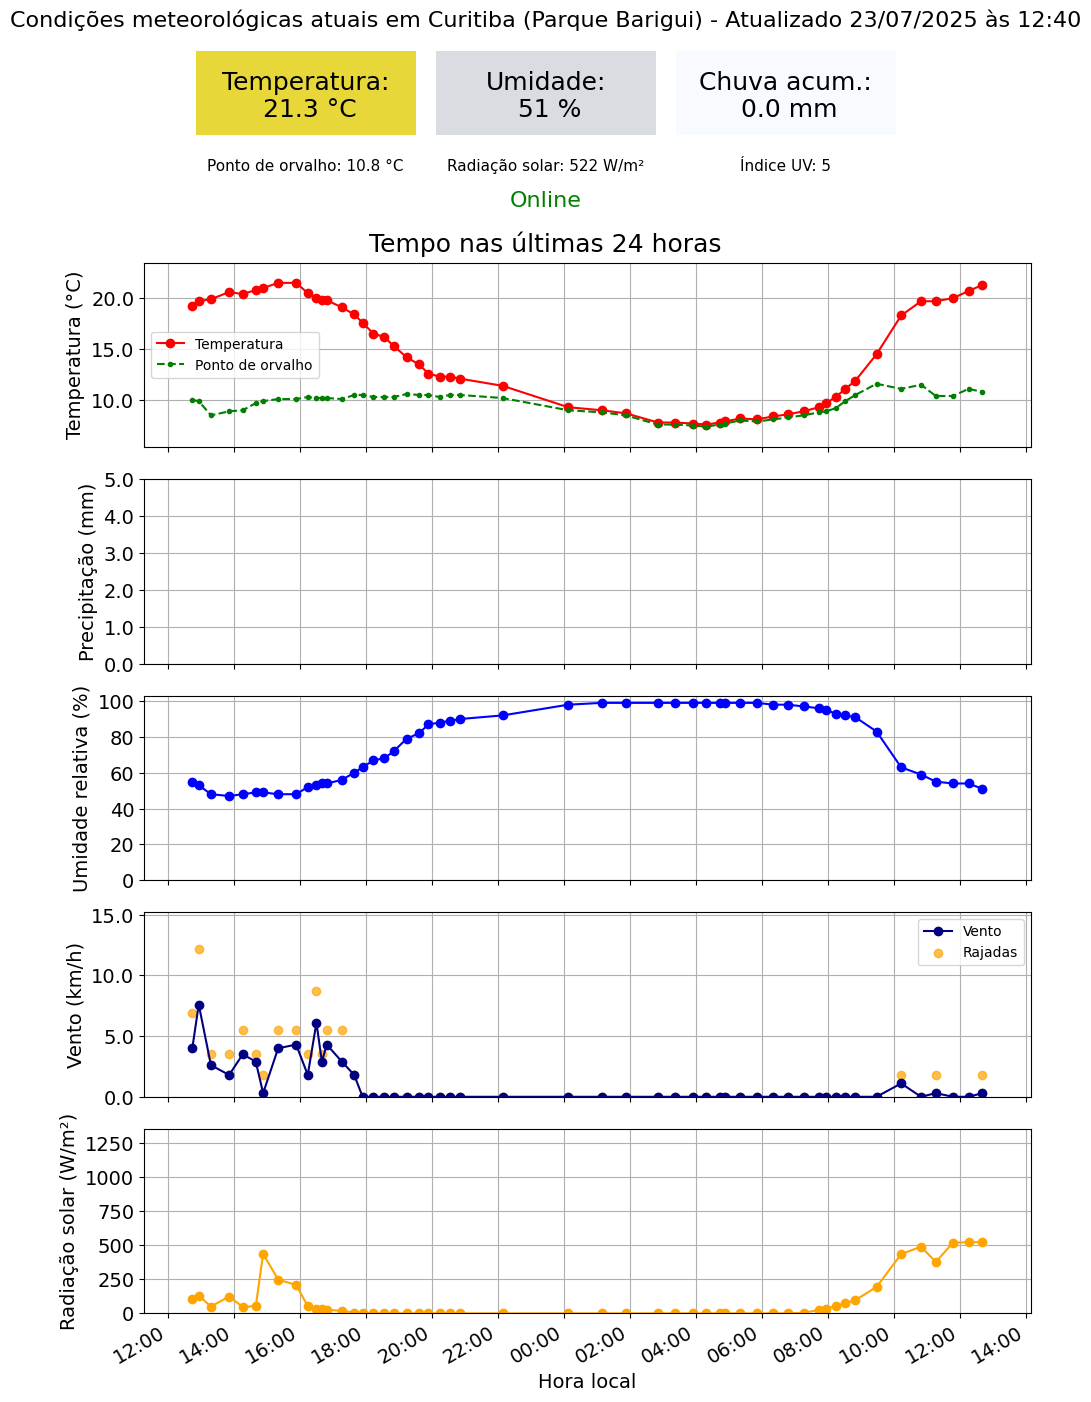 Condições meteorológicas atuais em Curitiba (Parque Barigui) - Atualizado 23/07/2025 às 12:40
Temperatura:
21.3 °C
Umidade:
51 %
Chuva acum.:
0.0 mm
Ponto de orvalho: 10.8 °C
Radiação solar: 522 W/m²
Índice UV: 5
Online
Tempo nas últimas 24 horas
Temperatura (°C)
20.0
15.0
10.0
Temperatura
Ponto de orvalho
Precipitação (mm)
5.0
4.0
3.0
2.0
1.0
0.0
Umidade relativa (%)
100
80
60
40
20
0
Vento (km/h)
15.0
10.0
5.0
0.0
Vento
Rajadas
Radiação solar (W/m²)
1250
1000
750
500
250
0
12:00
14:00
16:00
18:00
20:00
22:00
00:00
02:00
04:00
06:00
08:00
10:00
12:00
14:00
Hora local